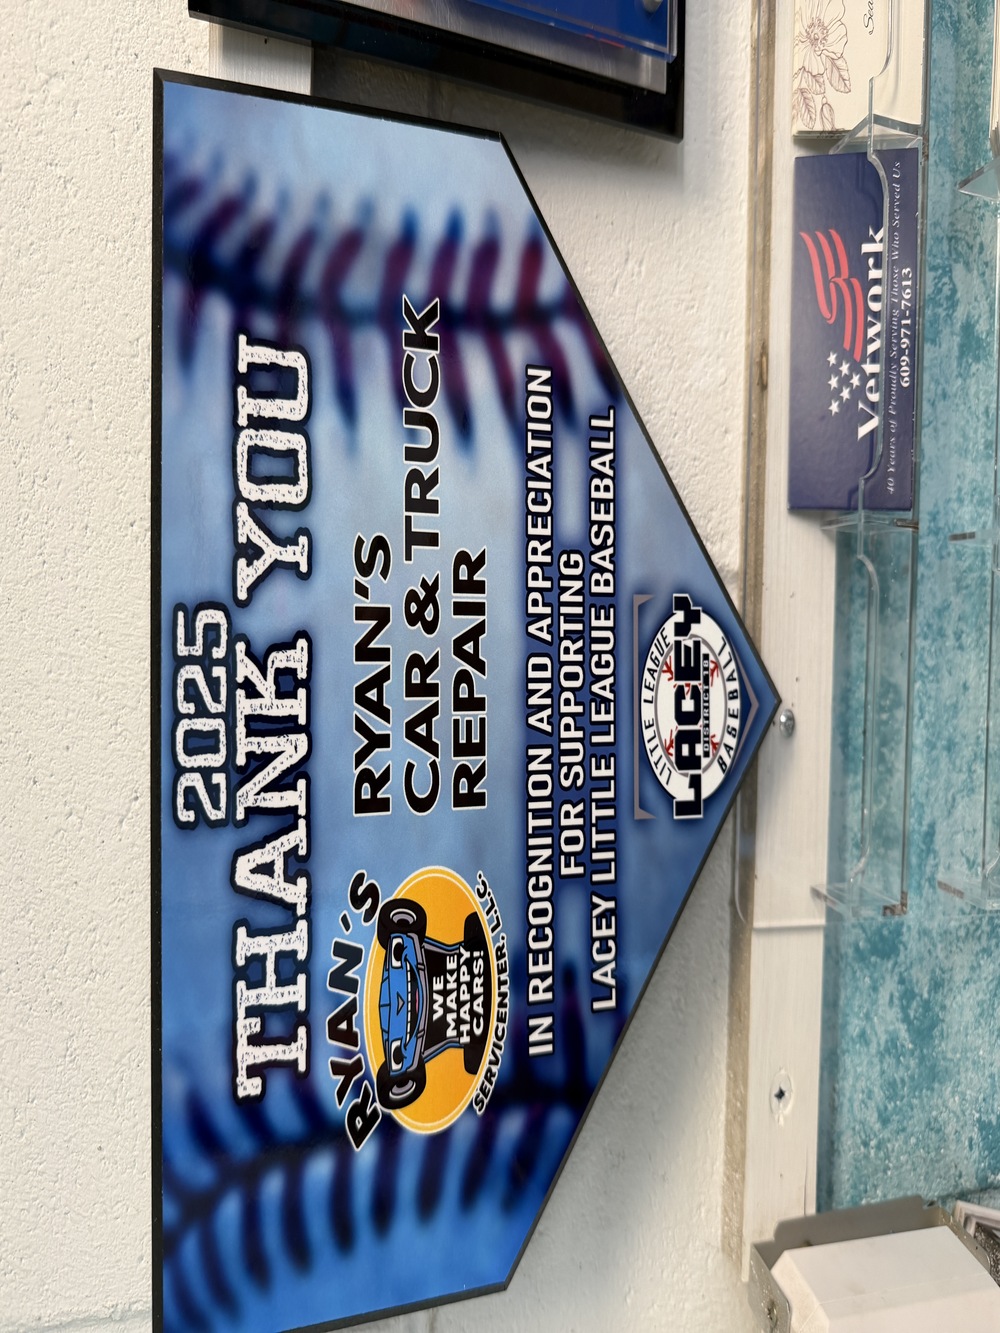 2025
THANK YOU
RYAN'S
WE
MAKE
HAPPY
CARS!
SERVICENTER, L.L.C.
RYAN'S
CAR & TRUCK
REPAIR
IN RECOGNITION AND APPRECIATION
FOR SUPPORTING
LACEY LITTLE LEAGUE BASEBALL
LITTLE LEAGUE
LACEY
DISTRICT 18
BASEBALL
Vetwork
40 Years of Proudly Serving Those Who Served Us
609-971-7613